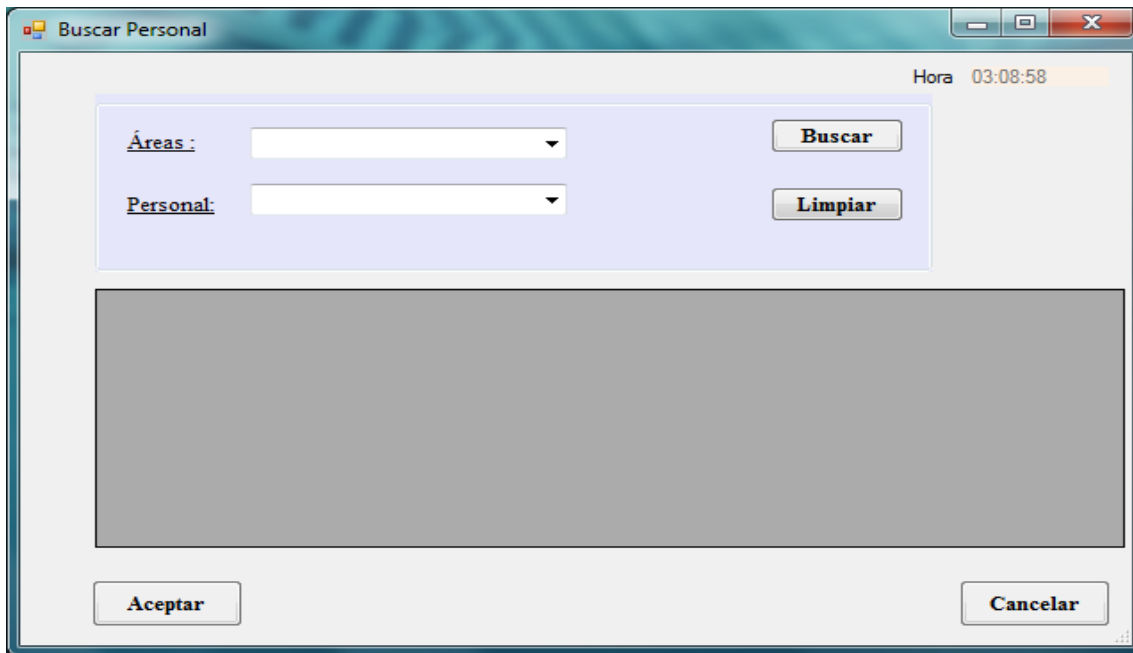 Buscar Personal
Hora 03:08:58
Áreas : Buscar
Personal: Limpiar
Aceptar Cancelar